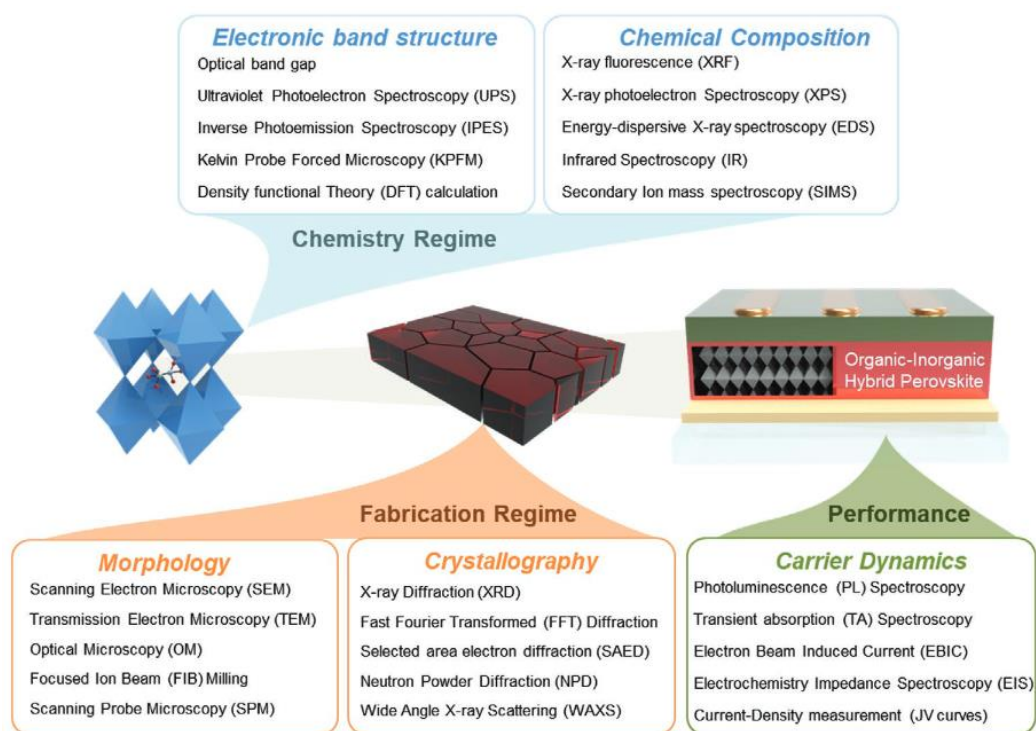 Electronic band structure
Optical band gap
Ultraviolet Photoelectron Spectroscopy (UPS)
Inverse Photoemission Spectroscopy (IPES)
Kelvin Probe Forced Microscopy (KPFM)
Density functional Theory (DFT) calculation
Chemical Composition
X-ray fluorescence (XRF)
X-ray photoelectron Spectroscopy (XPS)
Energy-dispersive X-ray spectroscopy (EDS)
Infrared Spectroscopy (IR)
Secondary Ion mass spectroscopy (SIMS)
Chemistry Regime
Organic-Inorganic
Hybrid Perovskite
Fabrication Regime
Performance
Morphology
Scanning Electron Microscopy (SEM)
Transmission Electron Microscopy (TEM)
Optical Microscopy (OM)
Focused Ion Beam (FIB) Milling
Scanning Probe Microscopy (SPM)
Crystallography
X-ray Diffraction (XRD)
Fast Fourier Transformed (FFT) Diffraction
Selected area electron diffraction (SAED)
Neutron Powder Diffraction (NPD)
Wide Angle X-ray Scattering (WAXS)
Carrier Dynamics
Photoluminescence (PL) Spectroscopy
Transient absorption (TA) Spectroscopy
Electron Beam Induced Current (EBIC)
Electrochemistry Impedance Spectroscopy (EIS)
Current-Density measurement (JV curves)